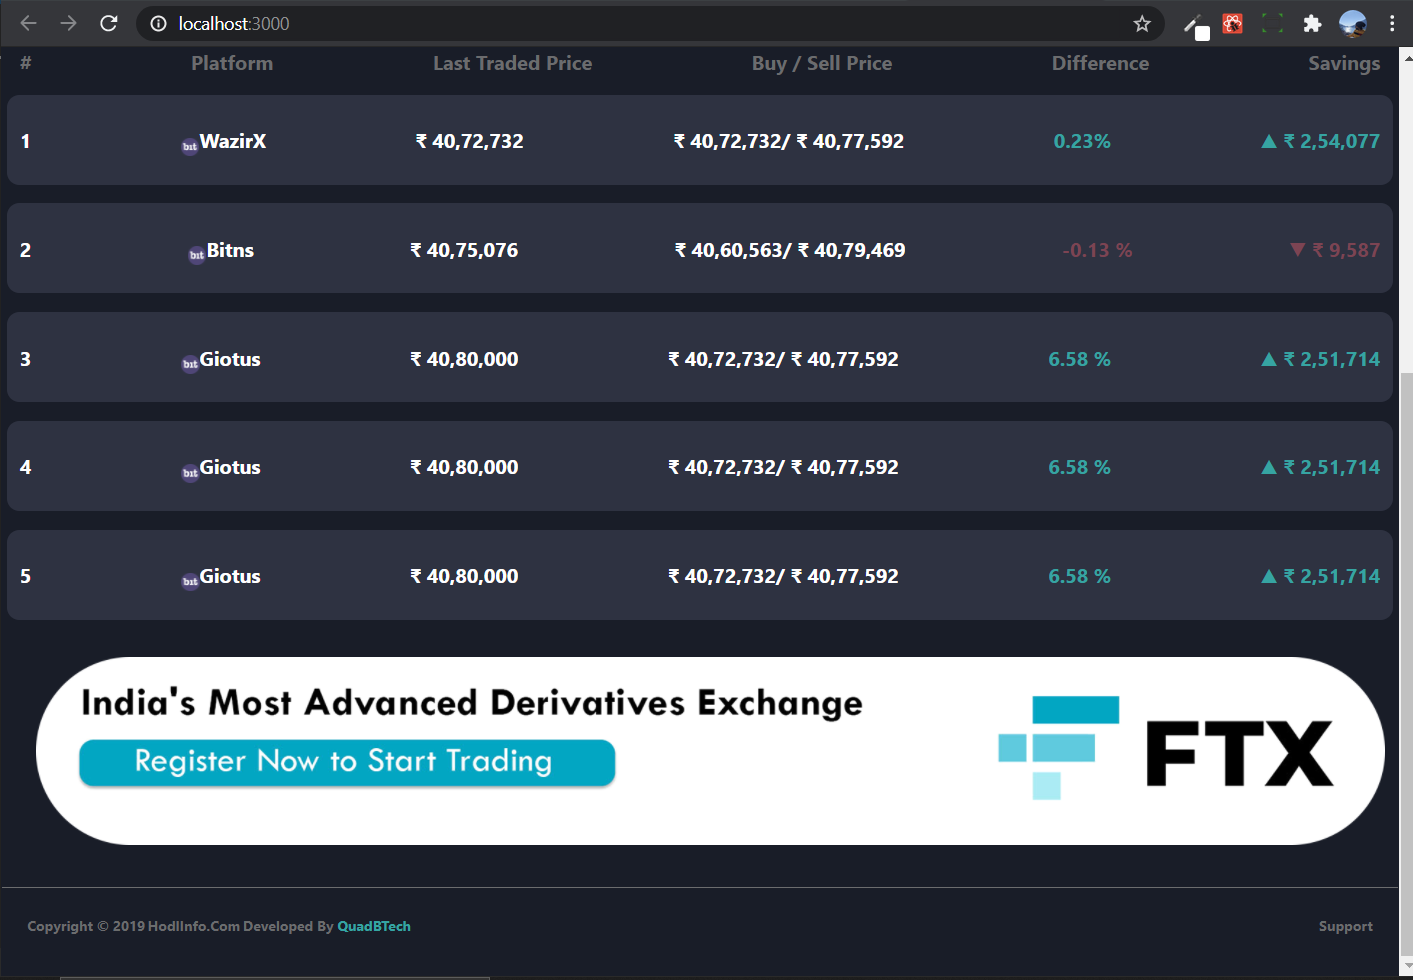 localhost:3000
# Platform Last Traded Price Buy / Sell Price Difference Savings
1 bit WazirX ₹ 40,72,732 ₹ 40,72,732/ ₹ 40,77,592 0.23% ▲ ₹ 2,54,077
2 bit Bitns ₹ 40,75,076 ₹ 40,60,563/ ₹ 40,79,469 -0.13 % ▼ ₹ 9,587
3 bit Giotus ₹ 40,80,000 ₹ 40,72,732/ ₹ 40,77,592 6.58 % ▲ ₹ 2,51,714
4 bit Giotus ₹ 40,80,000 ₹ 40,72,732/ ₹ 40,77,592 6.58 % ▲ ₹ 2,51,714
5 bit Giotus ₹ 40,80,000 ₹ 40,72,732/ ₹ 40,77,592 6.58 % ▲ ₹ 2,51,714
India's Most Advanced Derivatives Exchange
Register Now to Start Trading
FTX
Copyright © 2019 HodlInfo.Com Developed By QuadBTech Support